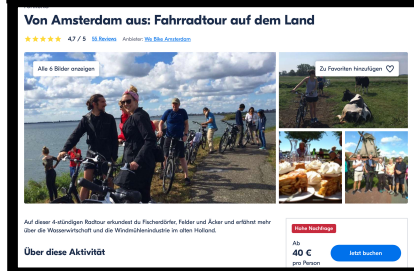 Von Amsterdam aus: Fahrradtour auf dem Land
4,7 / 5 56 Reviews Anbieter: We Bike Amsterdam
Alle 6 Bilder anzeigen
Zu Favoriten hinzufügen
Auf dieser 4-stündigen Radtour erkundest du Fischerdörfer, Felder und Äcker und erfährst mehr
über die Wasserwirtschaft und die Windmühlenindustrie im alten Holland.
Über diese Aktivität
Hohe Nachfrage
Ab
40 €
pro Person
Jetzt buchen